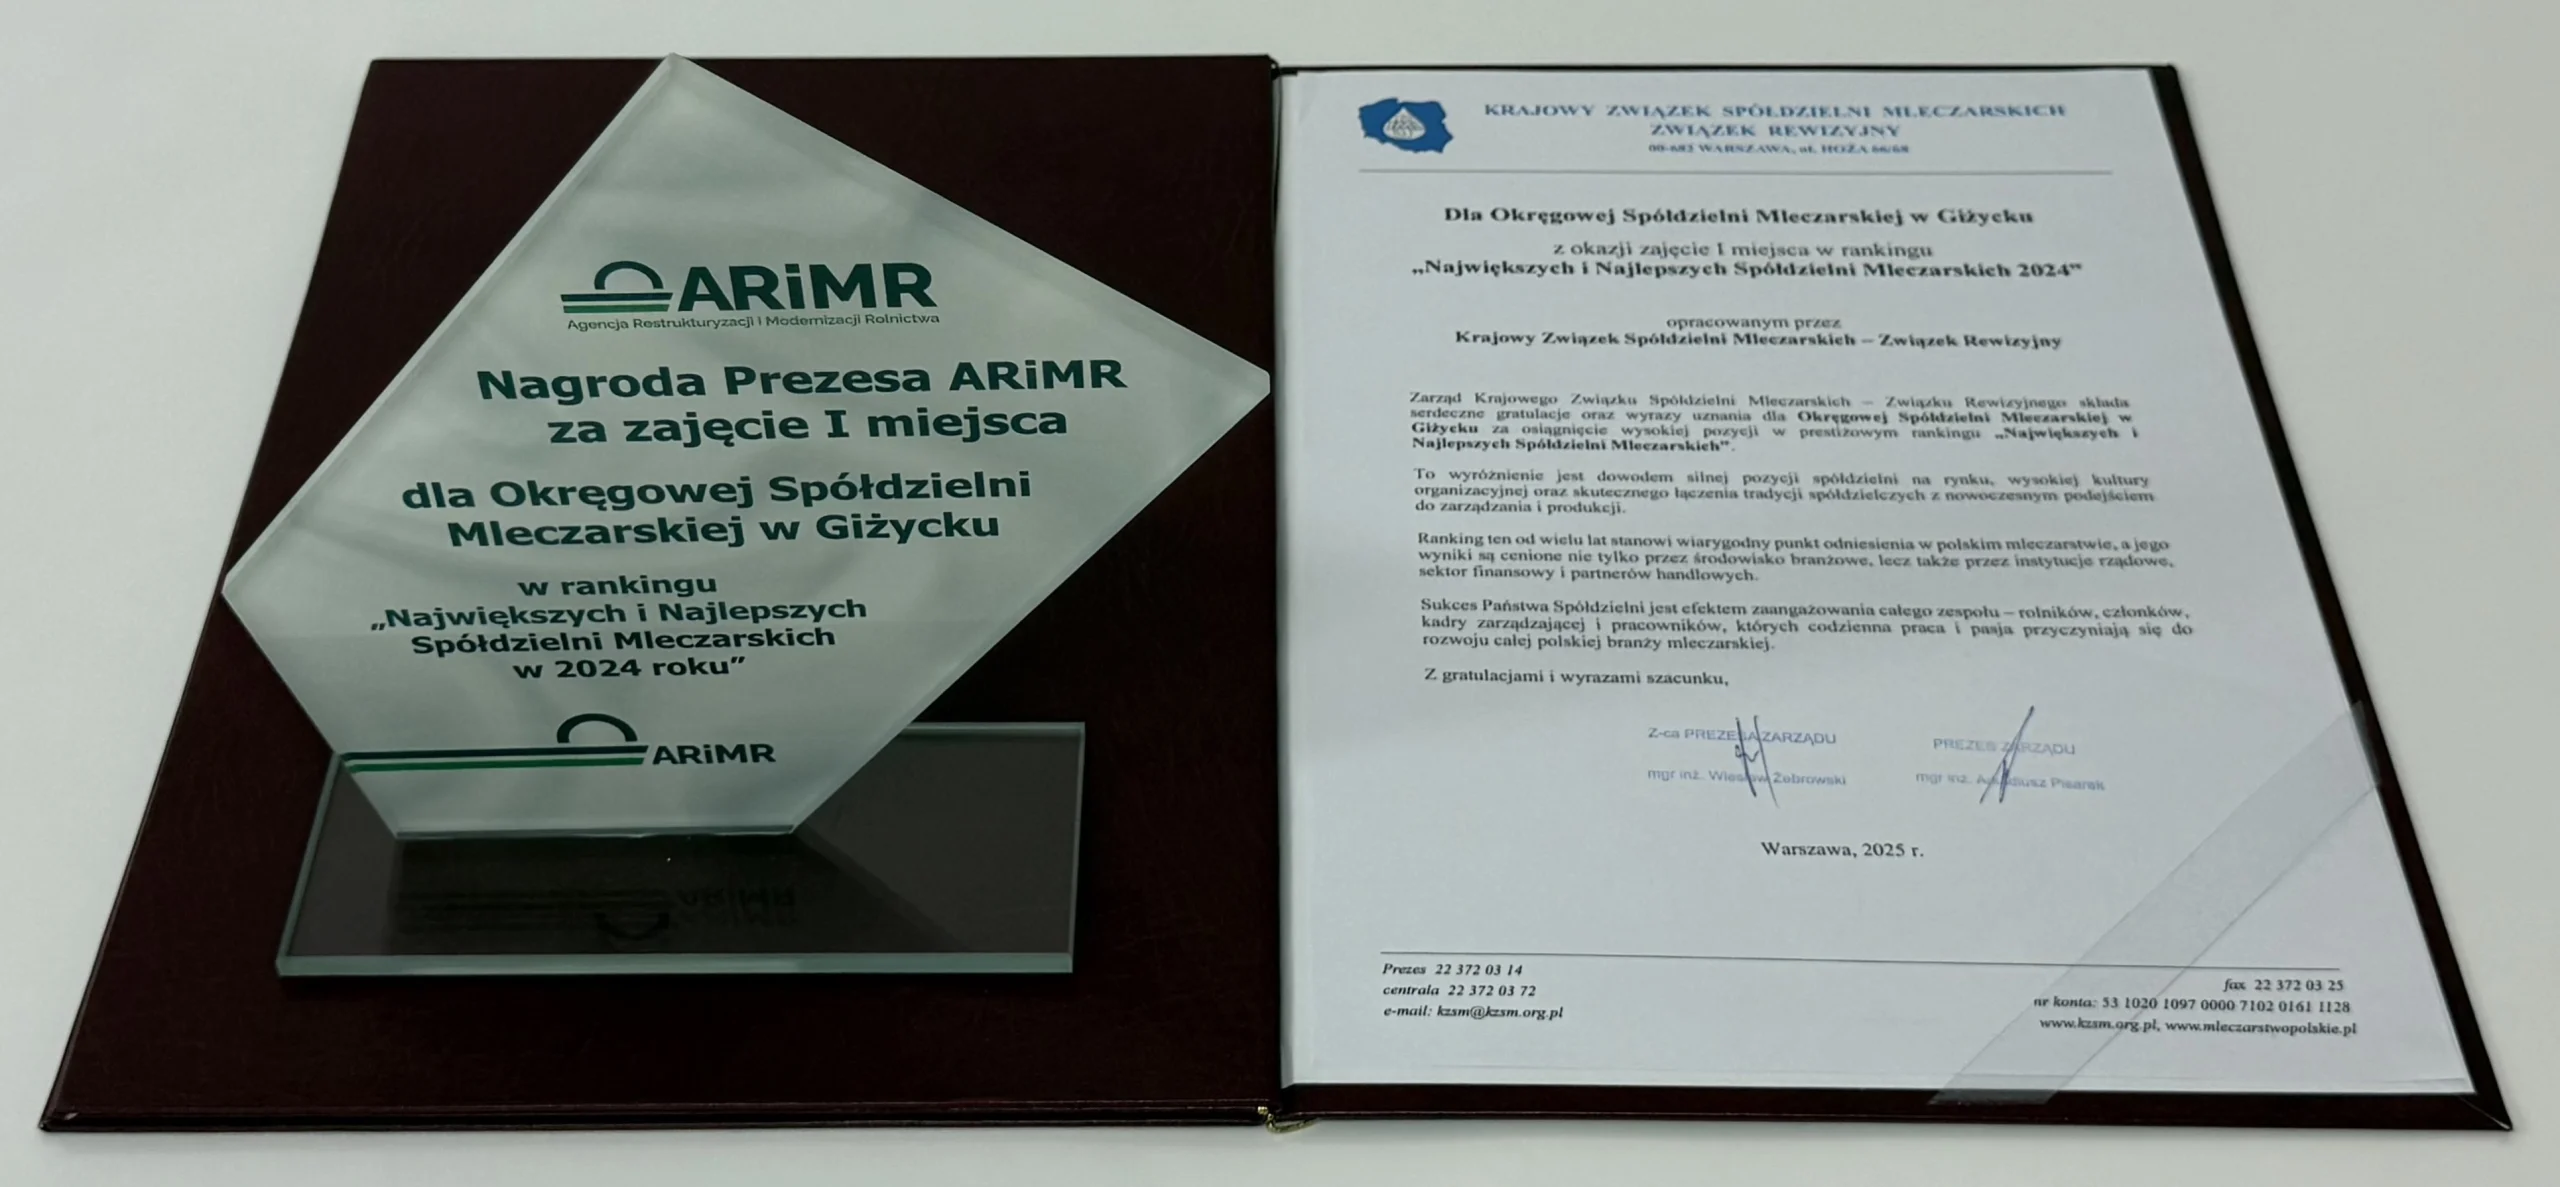 ARiMR
Agencja Restrukturyzacji i Modernizacji Rolnictwa
Nagroda Prezesa ARiMR
za zajęcie I miejsca
dla Okręgowej Spółdzielni
Mleczarskiej w Giżycku
w rankingu
„Największych i Najlepszych
Spółdzielni Mleczarskich
w 2024 roku”
ARiMR
KRAJOWY ZWIĄZEK SPÓŁDZIELNI MLECZARSKICH
ZWIĄZEK REWIZYJNY
00-682 WARSZAWA, ul. HOŻA 66/68
Dla Okręgowej Spółdzielni Mleczarskiej w Giżycku
z okazji zajęcie I miejsca w rankingu
„Największych i Najlepszych Spółdzielni Mleczarskich 2024”
opracowanym przez
Krajowy Związek Spółdzielni Mleczarskich – Związek Rewizyjny
Zarząd Krajowego Związku Spółdzielni Mleczarskich – Związku Rewizyjnego składa
serdeczne gratulacje oraz wyrazy uznania dla Okręgowej Spółdzielni Mleczarskiej w
Giżycku za osiągnięcie wysokiej pozycji w prestiżowym rankingu „Największych i
Najlepszych Spółdzielni Mleczarskich”.
To wyróżnienie jest dowodem silnej pozycji spółdzielni na rynku, wysokiej kultury
organizacyjnej oraz skutecznego łączenia tradycji spółdzielczych z nowoczesnym podejściem
do zarządzania i produkcji.
Ranking ten od wielu lat stanowi wiarygodny punkt odniesienia w polskim mleczarstwie, a jego
wyniki są cenione nie tylko przez środowisko branżowe, lecz także przez instytucje rządowe,
sektor finansowy i partnerów handlowych.
Sukces Państwa Spółdzielni jest efektem zaangażowania całego zespołu – rolników, członków,
kadry zarządzającej i pracowników, których codzienna praca i pasja przyczyniają się do
rozwoju całej polskiej branży mleczarskiej.
Z gratulacjami i wyrazami szacunku,
Z-ca PREZESA ZARZĄDU
mgr inż. Wiesław Żebrowski
PREZES ZARZĄDU
mgr inż. Arkadiusz Pisarek
Warszawa, 2025 r.
Prezes 22 372 03 14
centrala 22 372 03 72
e-mail: kzsm@kzsm.org.pl
fax 22 372 03 25
nr konta: 53 1020 1097 0000 7102 0161 1128
www.kzsm.org.pl, www.mleczarstwopolskie.pl